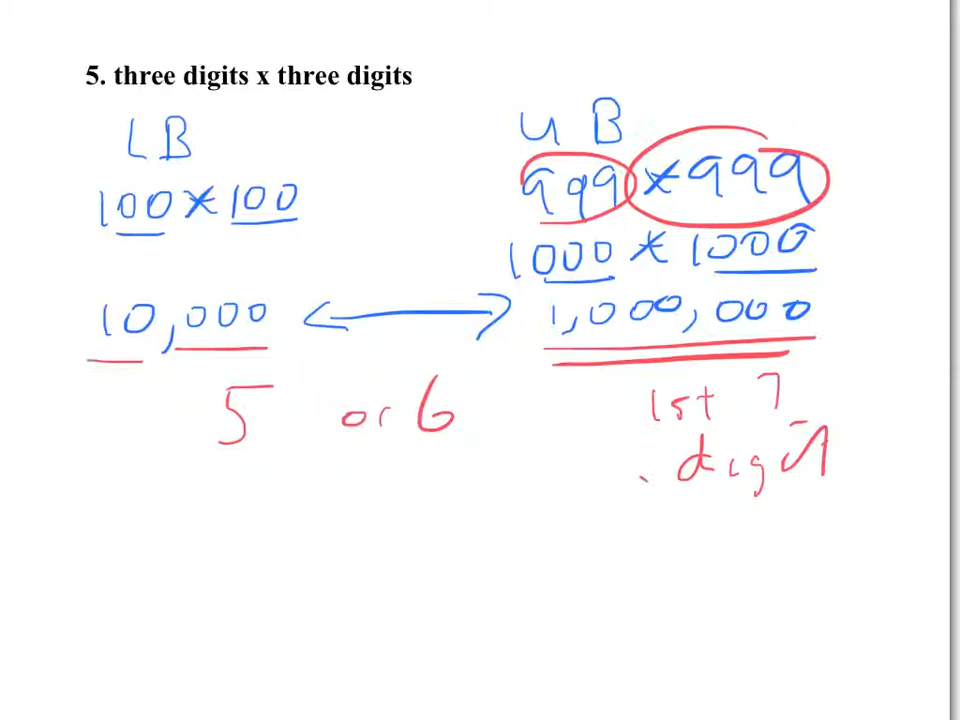 5. three digits x three digits
LB
UB
100 * 100
999 * 999
1000 * 1000
10,000
1,000,000
5 or 6
1st 7
digit